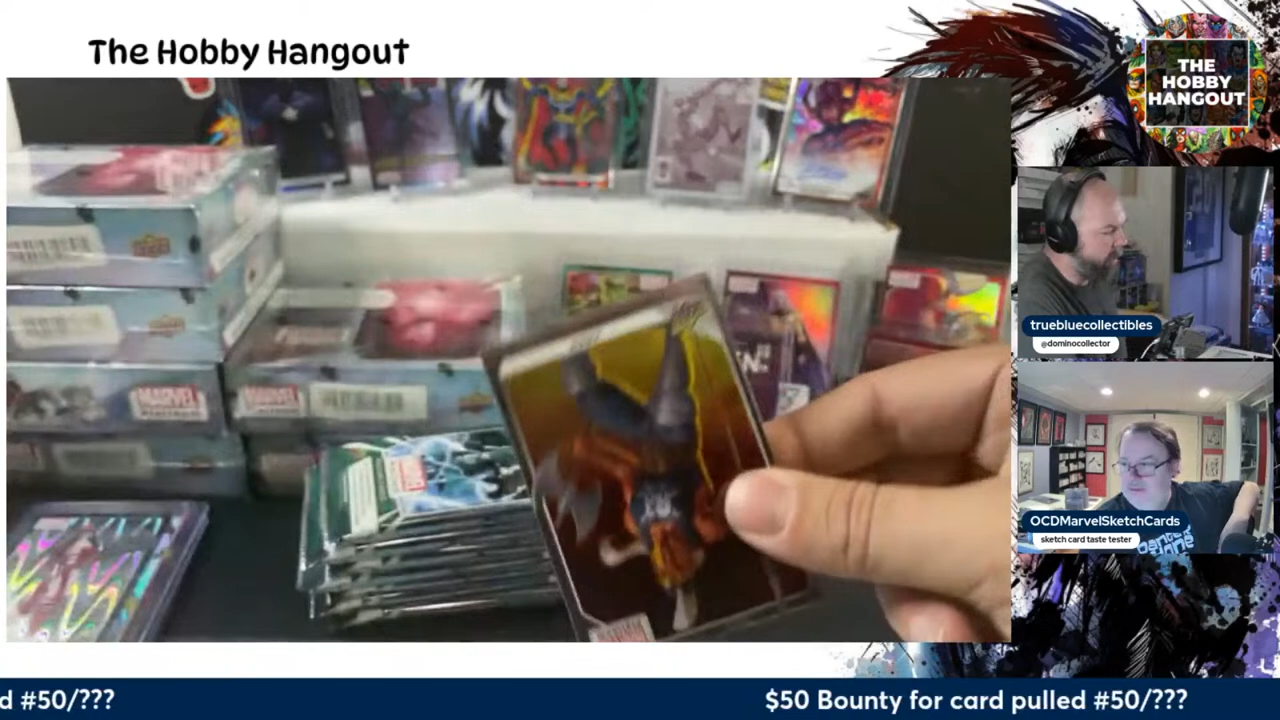 The Hobby Hangout
THE
HOBBY
HANGOUT
MARVEL
MARVEL
truebluecollectibles
@dominocollector
OCDMarvelSketchCards
sketch card taste tester
d #50/???
$50 Bounty for card pulled #50/???